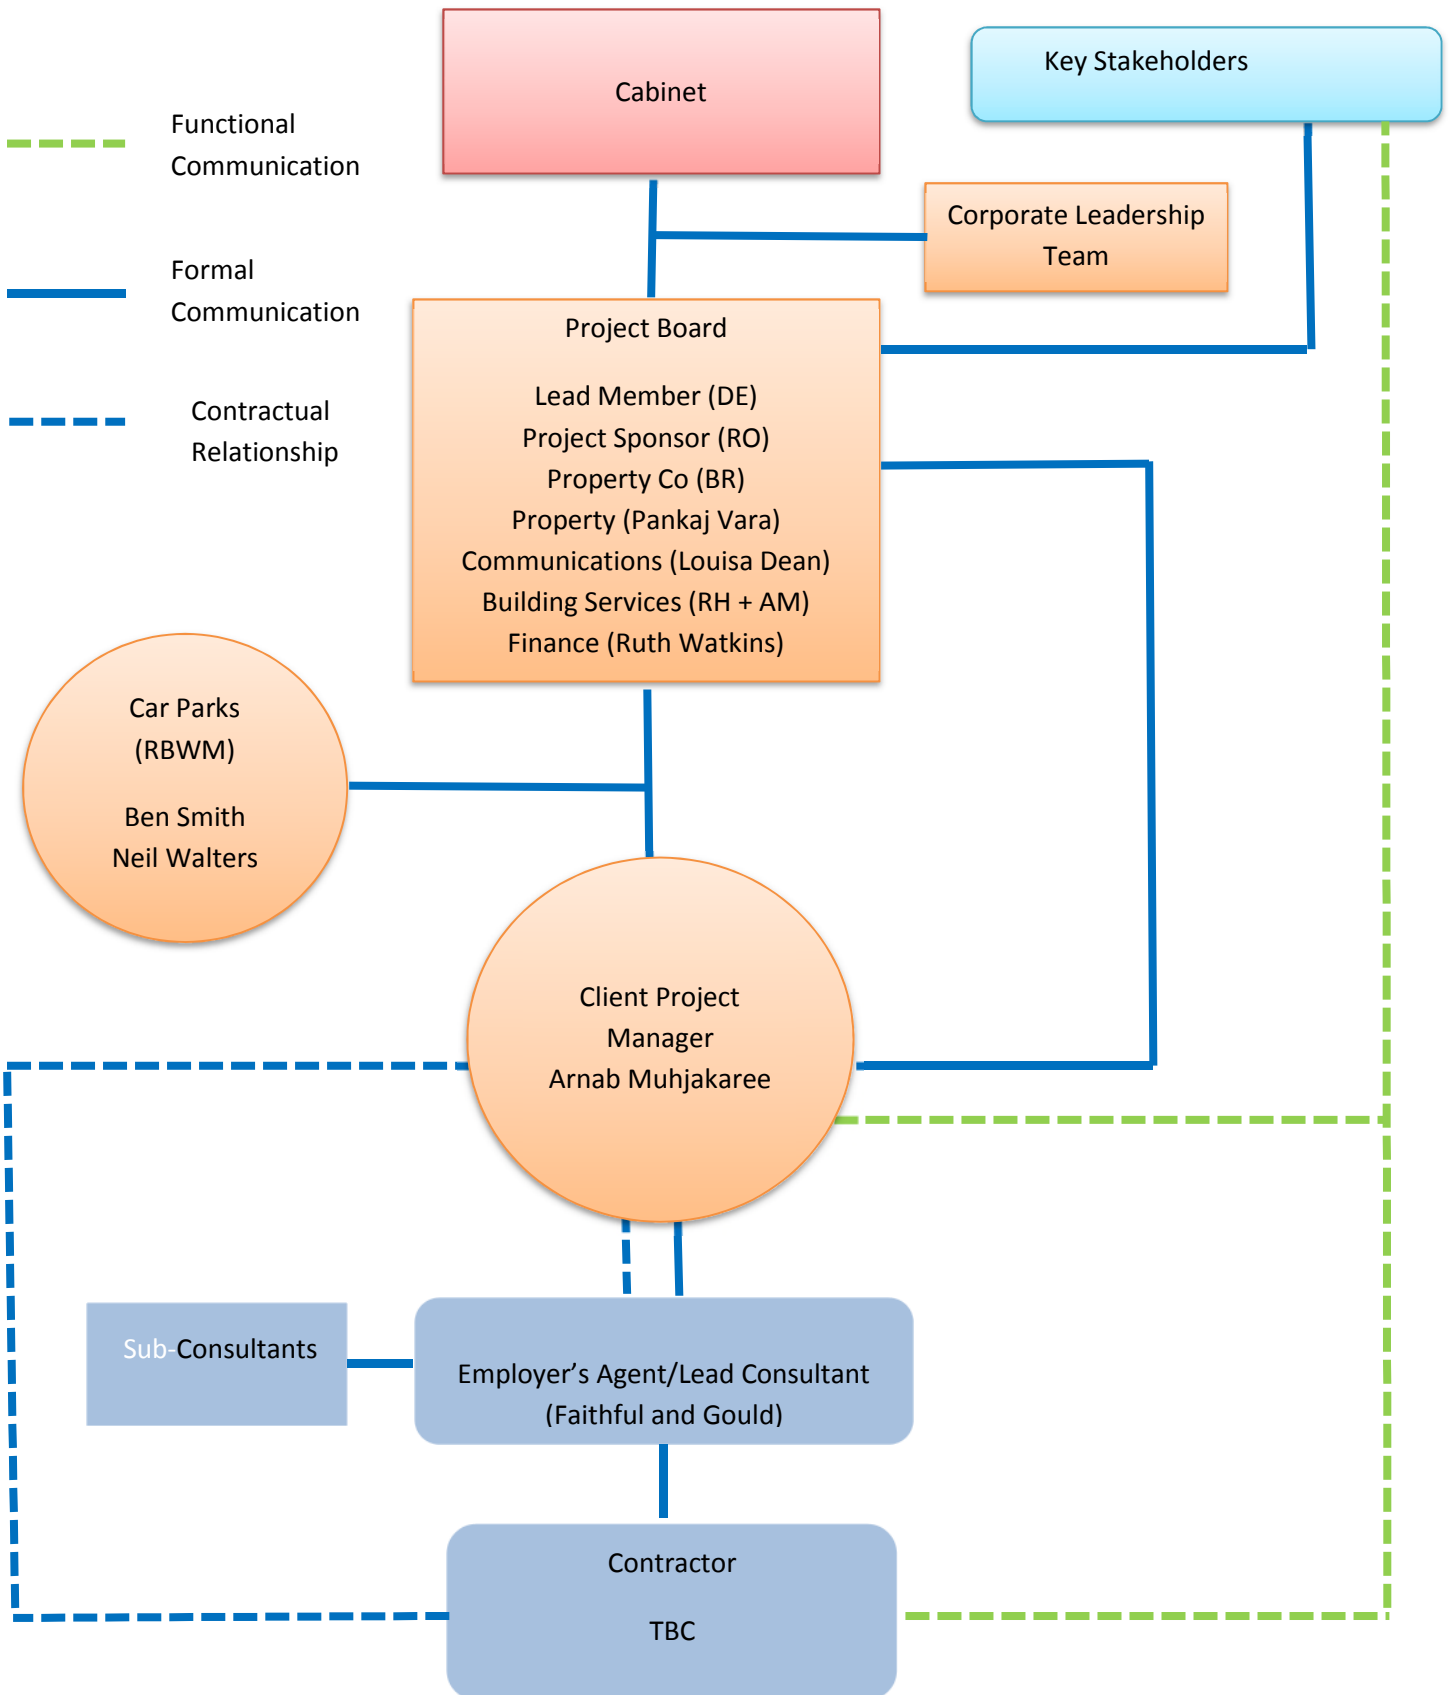 Cabinet
Key Stakeholders
Functional
Communication
Corporate Leadership
Team
Formal
Communication
Project Board
Contractual
Relationship
Lead Member (DE)
Project Sponsor (RO)
Property Co (BR)
Property (Pankaj Vara)
Communications (Louisa Dean)
Building Services (RH + AM)
Finance (Ruth Watkins)
Car Parks
(RBWM)
Ben Smith
Neil Walters
Client Project
Manager
Arnab Muhjakaree
Sub-Consultants
Employer’s Agent/Lead Consultant
(Faithful and Gould)
Contractor
TBC